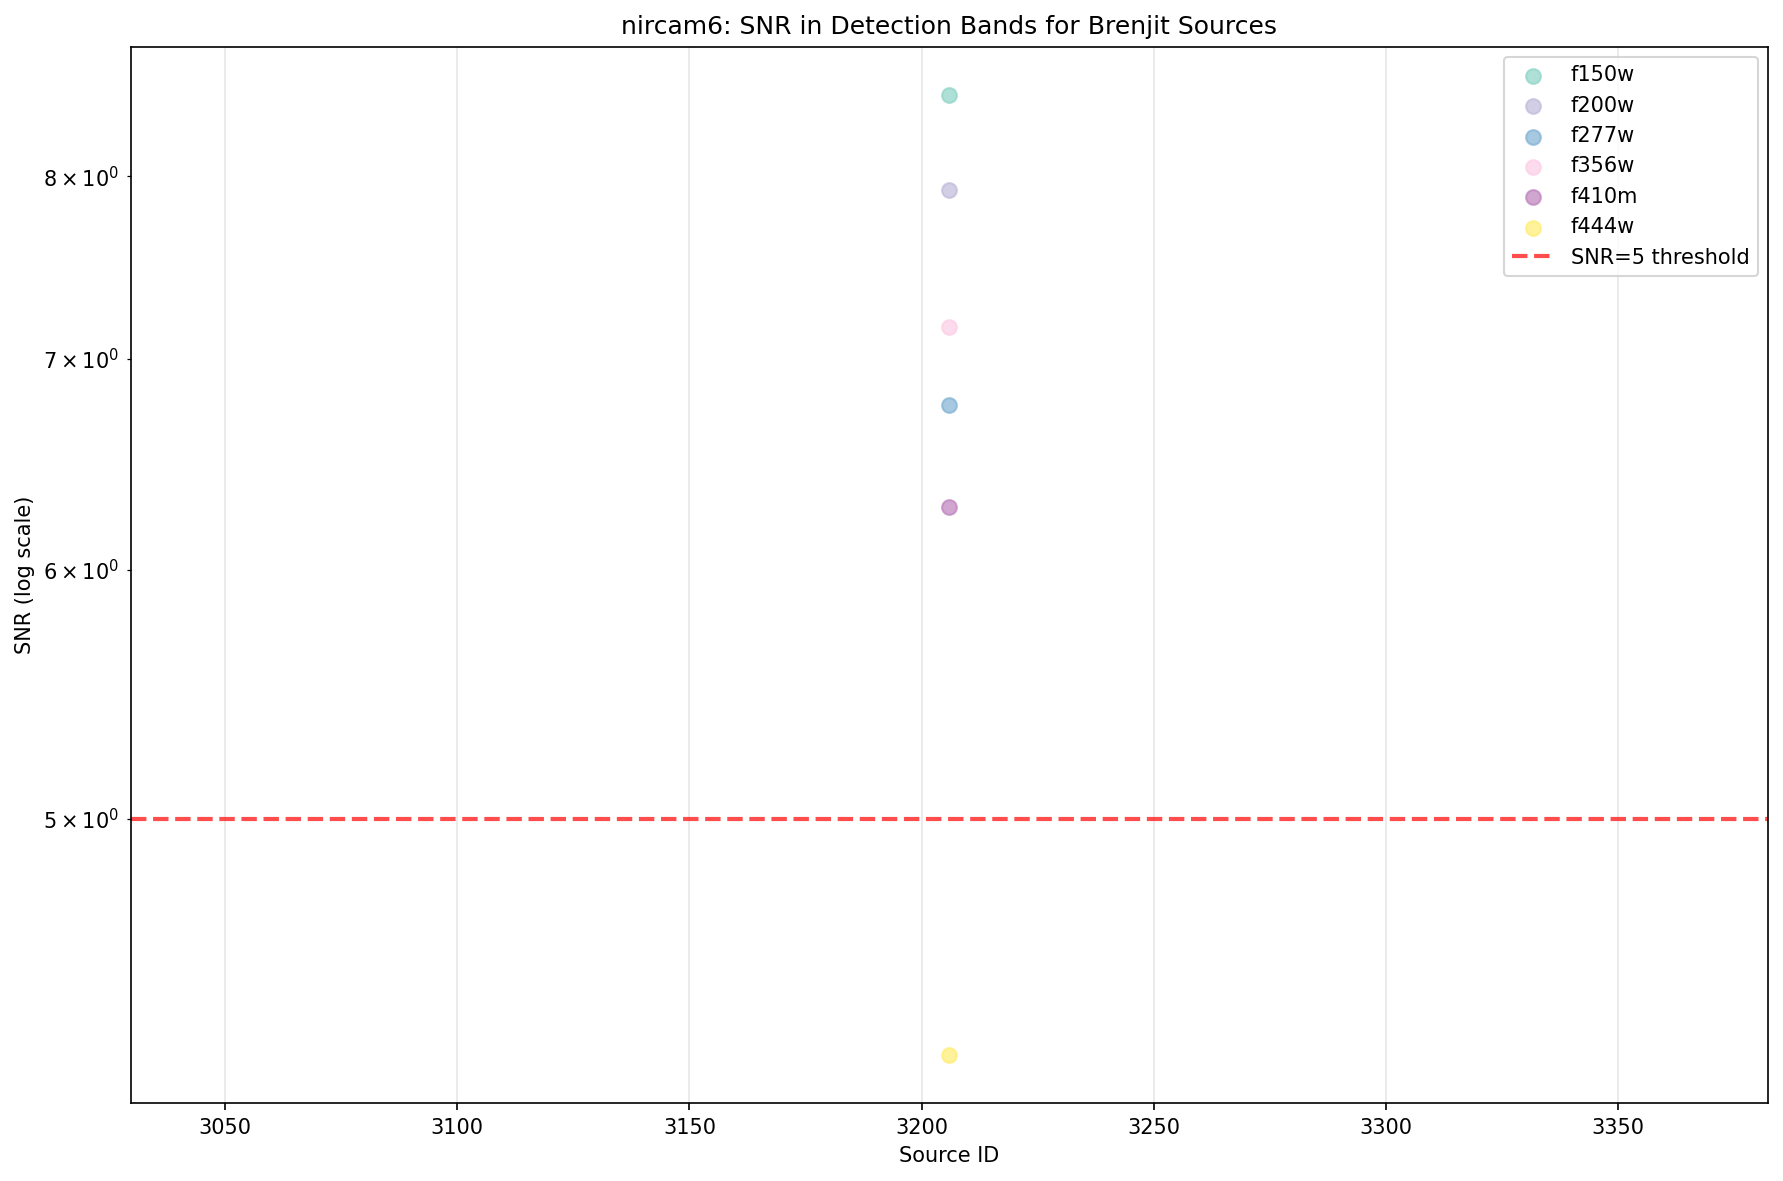 nircam6: SNR in Detection Bands for Brenjit Sources
f150w
f200w
f277w
f356w
f410m
f444w
SNR=5 threshold
SNR (log scale)
8 × 10⁰
7 × 10⁰
6 × 10⁰
5 × 10⁰
3050 3100 3150 3200 3250 3300 3350
Source ID